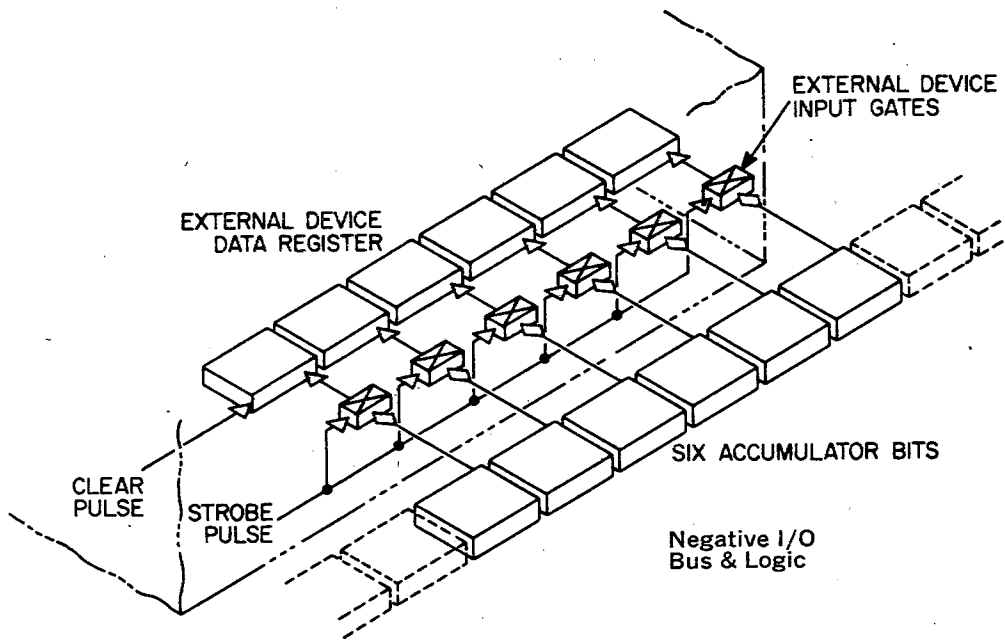 EXTERNAL DEVICE
INPUT GATES
EXTERNAL DEVICE
DATA REGISTER
SIX ACCUMULATOR BITS
CLEAR
PULSE
STROBE
PULSE
Negative I/O
Bus & Logic